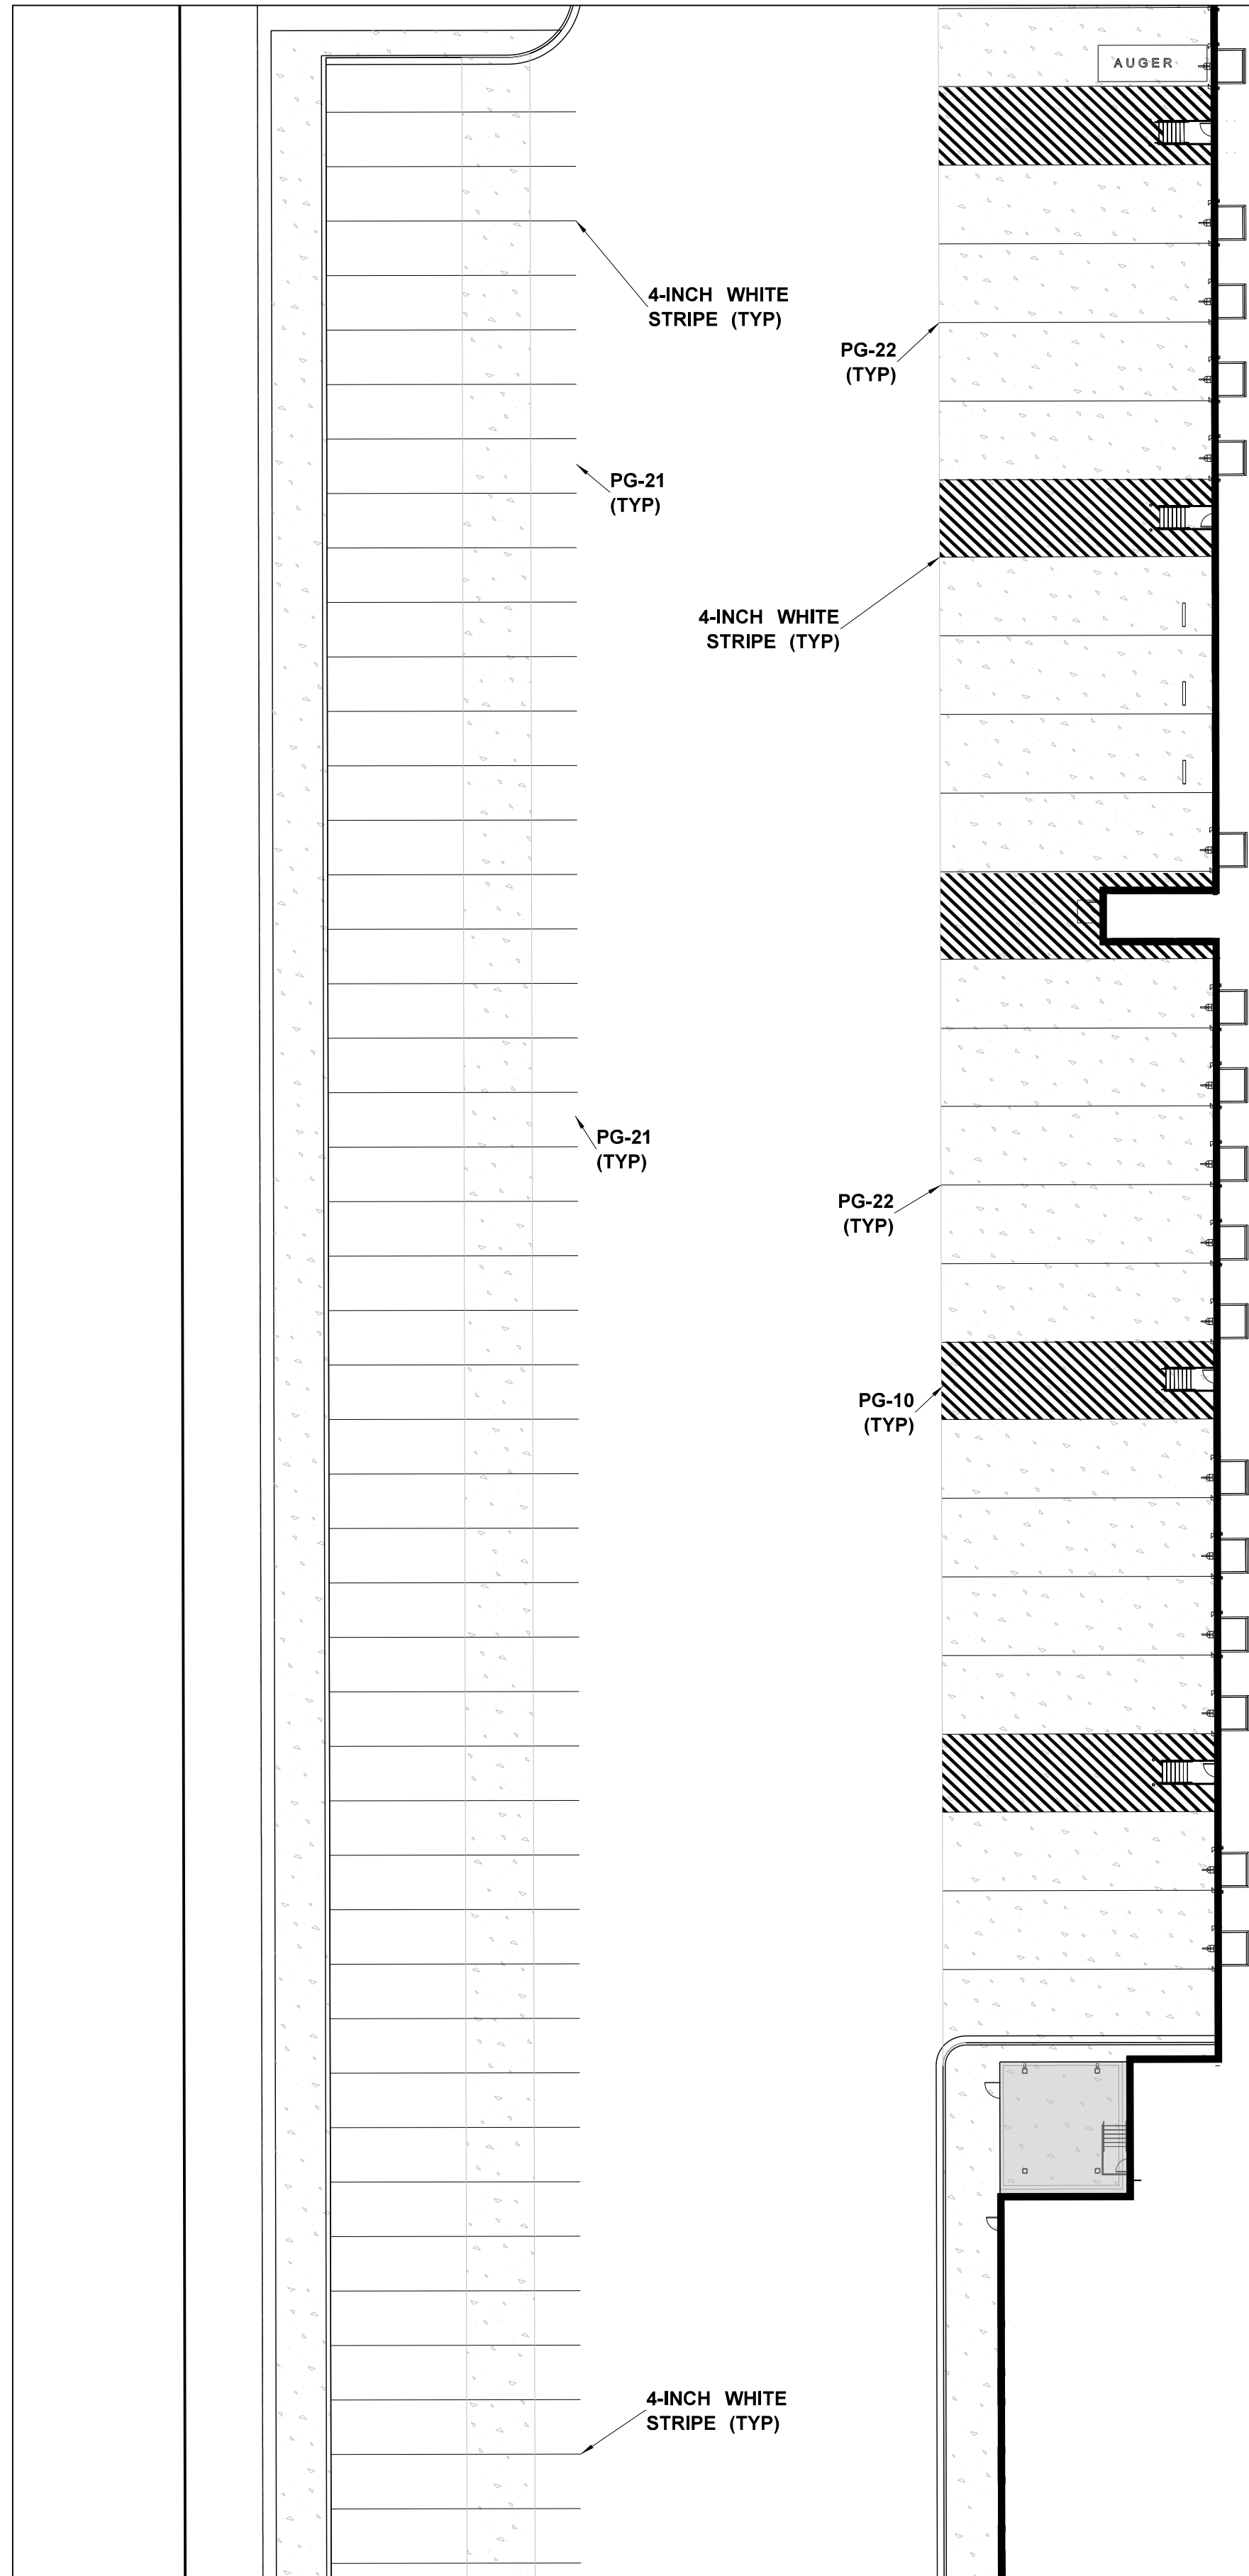 AUGER
4-INCH WHITE
STRIPE (TYP)
PG-22
(TYP)
PG-21
(TYP)
4-INCH WHITE
STRIPE (TYP)
PG-21
(TYP)
PG-22
(TYP)
PG-10
(TYP)
4-INCH WHITE
STRIPE (TYP)